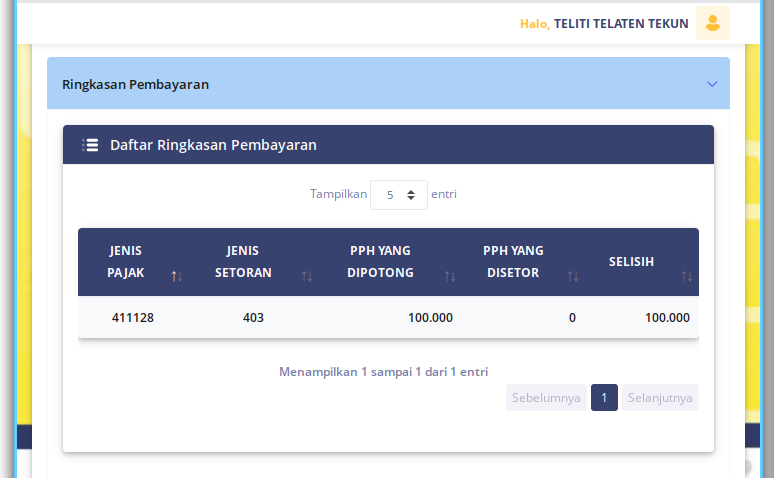 Halo, TELITI TELATEN TEKUN
Ringkasan Pembayaran
Daftar Ringkasan Pembayaran
Tampilkan 5 entri
JENIS PAJAK JENIS SETORAN PPH YANG DIPOTONG PPH YANG DISETOR SELISIH
411128 403 100.000 0 100.000
Menampilkan 1 sampai 1 dari 1 entri
Sebelumnya 1 Selanjutnya